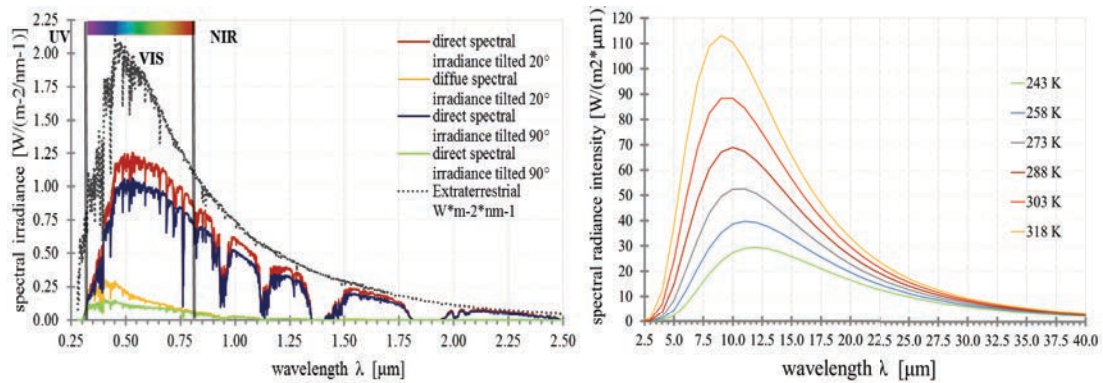 2.25
2.00
1.75
1.50
1.25
1.00
0.75
0.50
0.25
0.00
spectral irradiance [W/(m-2/nm-1)]
UV
VIS
NIR
direct spectral
irradiance tilted 20°
diffue spectral
irradiance tilted 20°
direct spectral
irradiance tilted 90°
direct spectral
irradiance tilted 90°
Extraterrestrial
W*m-2*nm-1
0.25 0.50 0.75 1.00 1.25 1.50 1.75 2.00 2.25 2.50
wavelength λ [μm]
120
110
100
90
80
70
60
50
40
30
20
10
0
spectral radiance intensity [W/(m2*μm1)]
243 K
258 K
273 K
288 K
303 K
318 K
2.5 5.0 7.5 10.0 12.5 15.0 17.5 20.0 22.5 25.0 27.5 30.0 32.5 35.0 37.5 40.0
wavelength λ [μm]